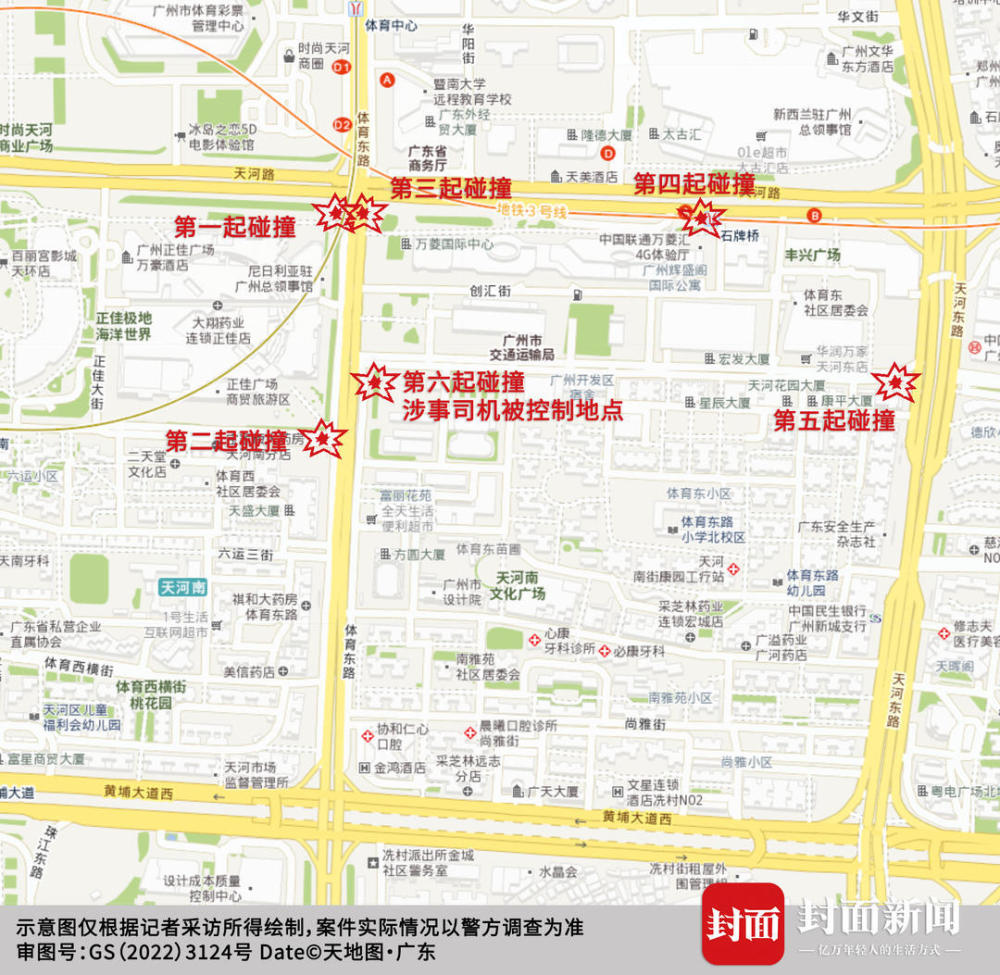 广州市体育彩票
管理中心
体育中心
华阳街
华文街
广州文华
东方酒店
时尚天河
商圈
D1
A
暨南大学
远程教育学校
广东外经
贸大厦
新西兰驻广州
总领事馆
时尚天河
商业广场
冰岛之恋5D
电影体验馆
D2
体育东路
隆德大厦
太古汇
D
Ole超市
太古汇店
广东省
商务厅
天美酒店
天河路
第三起碰撞
第四起碰撞
天河路
地铁3号线
B
第一起碰撞
石牌桥
百丽宫影城
天环店
广州正佳广场
万豪酒店
万菱国际中心
中国联通万菱汇
4G体验厅
丰兴广场
尼日利亚驻
广州总领事馆
广州辉盛阁
国际公寓
创汇街
体育东
社区居委会
天河东路
正佳极地
海洋世界
大翔药业
连锁正佳店
广州市
交通运输局
宏发大厦
华润万家
天河东店
正佳大街
正佳广场
商贸旅游区
第六起碰撞
涉事司机被控制地点
广州开发区
宿舍
天河花园大厦
星辰大厦
康平大厦
第五起碰撞
第二起碰撞
药房
天河南分店
二天堂
文化店
六运小区
体育西
社区居委会
天盛大厦
富丽花苑
全天生活
便利超市
体育东小区
体育东路
小学北校区
广东安全生产
杂志社
六运三街
方圆大厦
体育东苗圃
天河
南街康园工疗站
体育东路
幼儿园
天南牙科
天河南
广州市
设计院
天河南
文化广场
祺和大药房
体育东路
1号生活
互联网超市
采芝林药业
连锁宏城店
中国民生银行
广州新城支行
广东省私营企业
直属协会
体育东路
心康
牙科诊所
必康牙科
广溢药业
广河药店
修志夫
医疗美容
体育西横街
美信药店
南雅苑
社区居委会
天晖阁
体育西横街
桃花园
南雅苑小区
天河东路
天河区儿童
福利会幼儿园
协和仁心
口腔
晨曦口腔诊所
尚雅街
尚雅街
富星商贸大厦
天河市场
监督管理所
金鸿酒店
采芝林远志
分店
尚雅小区
黄埔大道西
广天大厦
文星连锁
酒店冼村N02
粤电广场北
黄埔大道西
珠江东路
冼村派出所金城
社区警务室
水晶会
冼村街租屋外
围管理组
设计成本质量
控制中心
示意图仅根据记者采访所得绘制，案件实际情况以警方调查为准
审图号：GS（2022）3124号 Date©天地图·广东
封面
封面新闻
—亿万年轻人的生活方式—